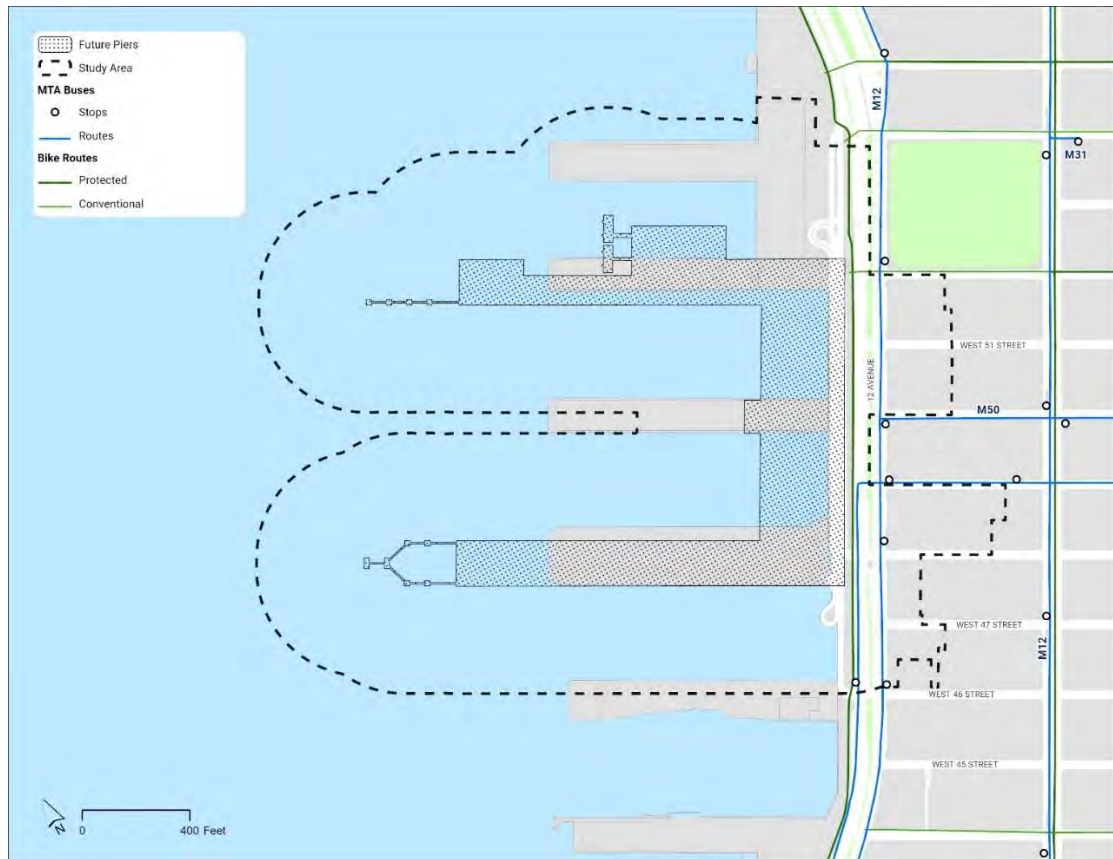 Future Piers
Study Area
MTA Buses
Stops
Routes
Bike Routes
Protected
Conventional
M12
M31
WEST 51 STREET
12 AVENUE
M50
WEST 47 STREET
M12
WEST 46 STREET
WEST 45 STREET
N
0 400 Feet